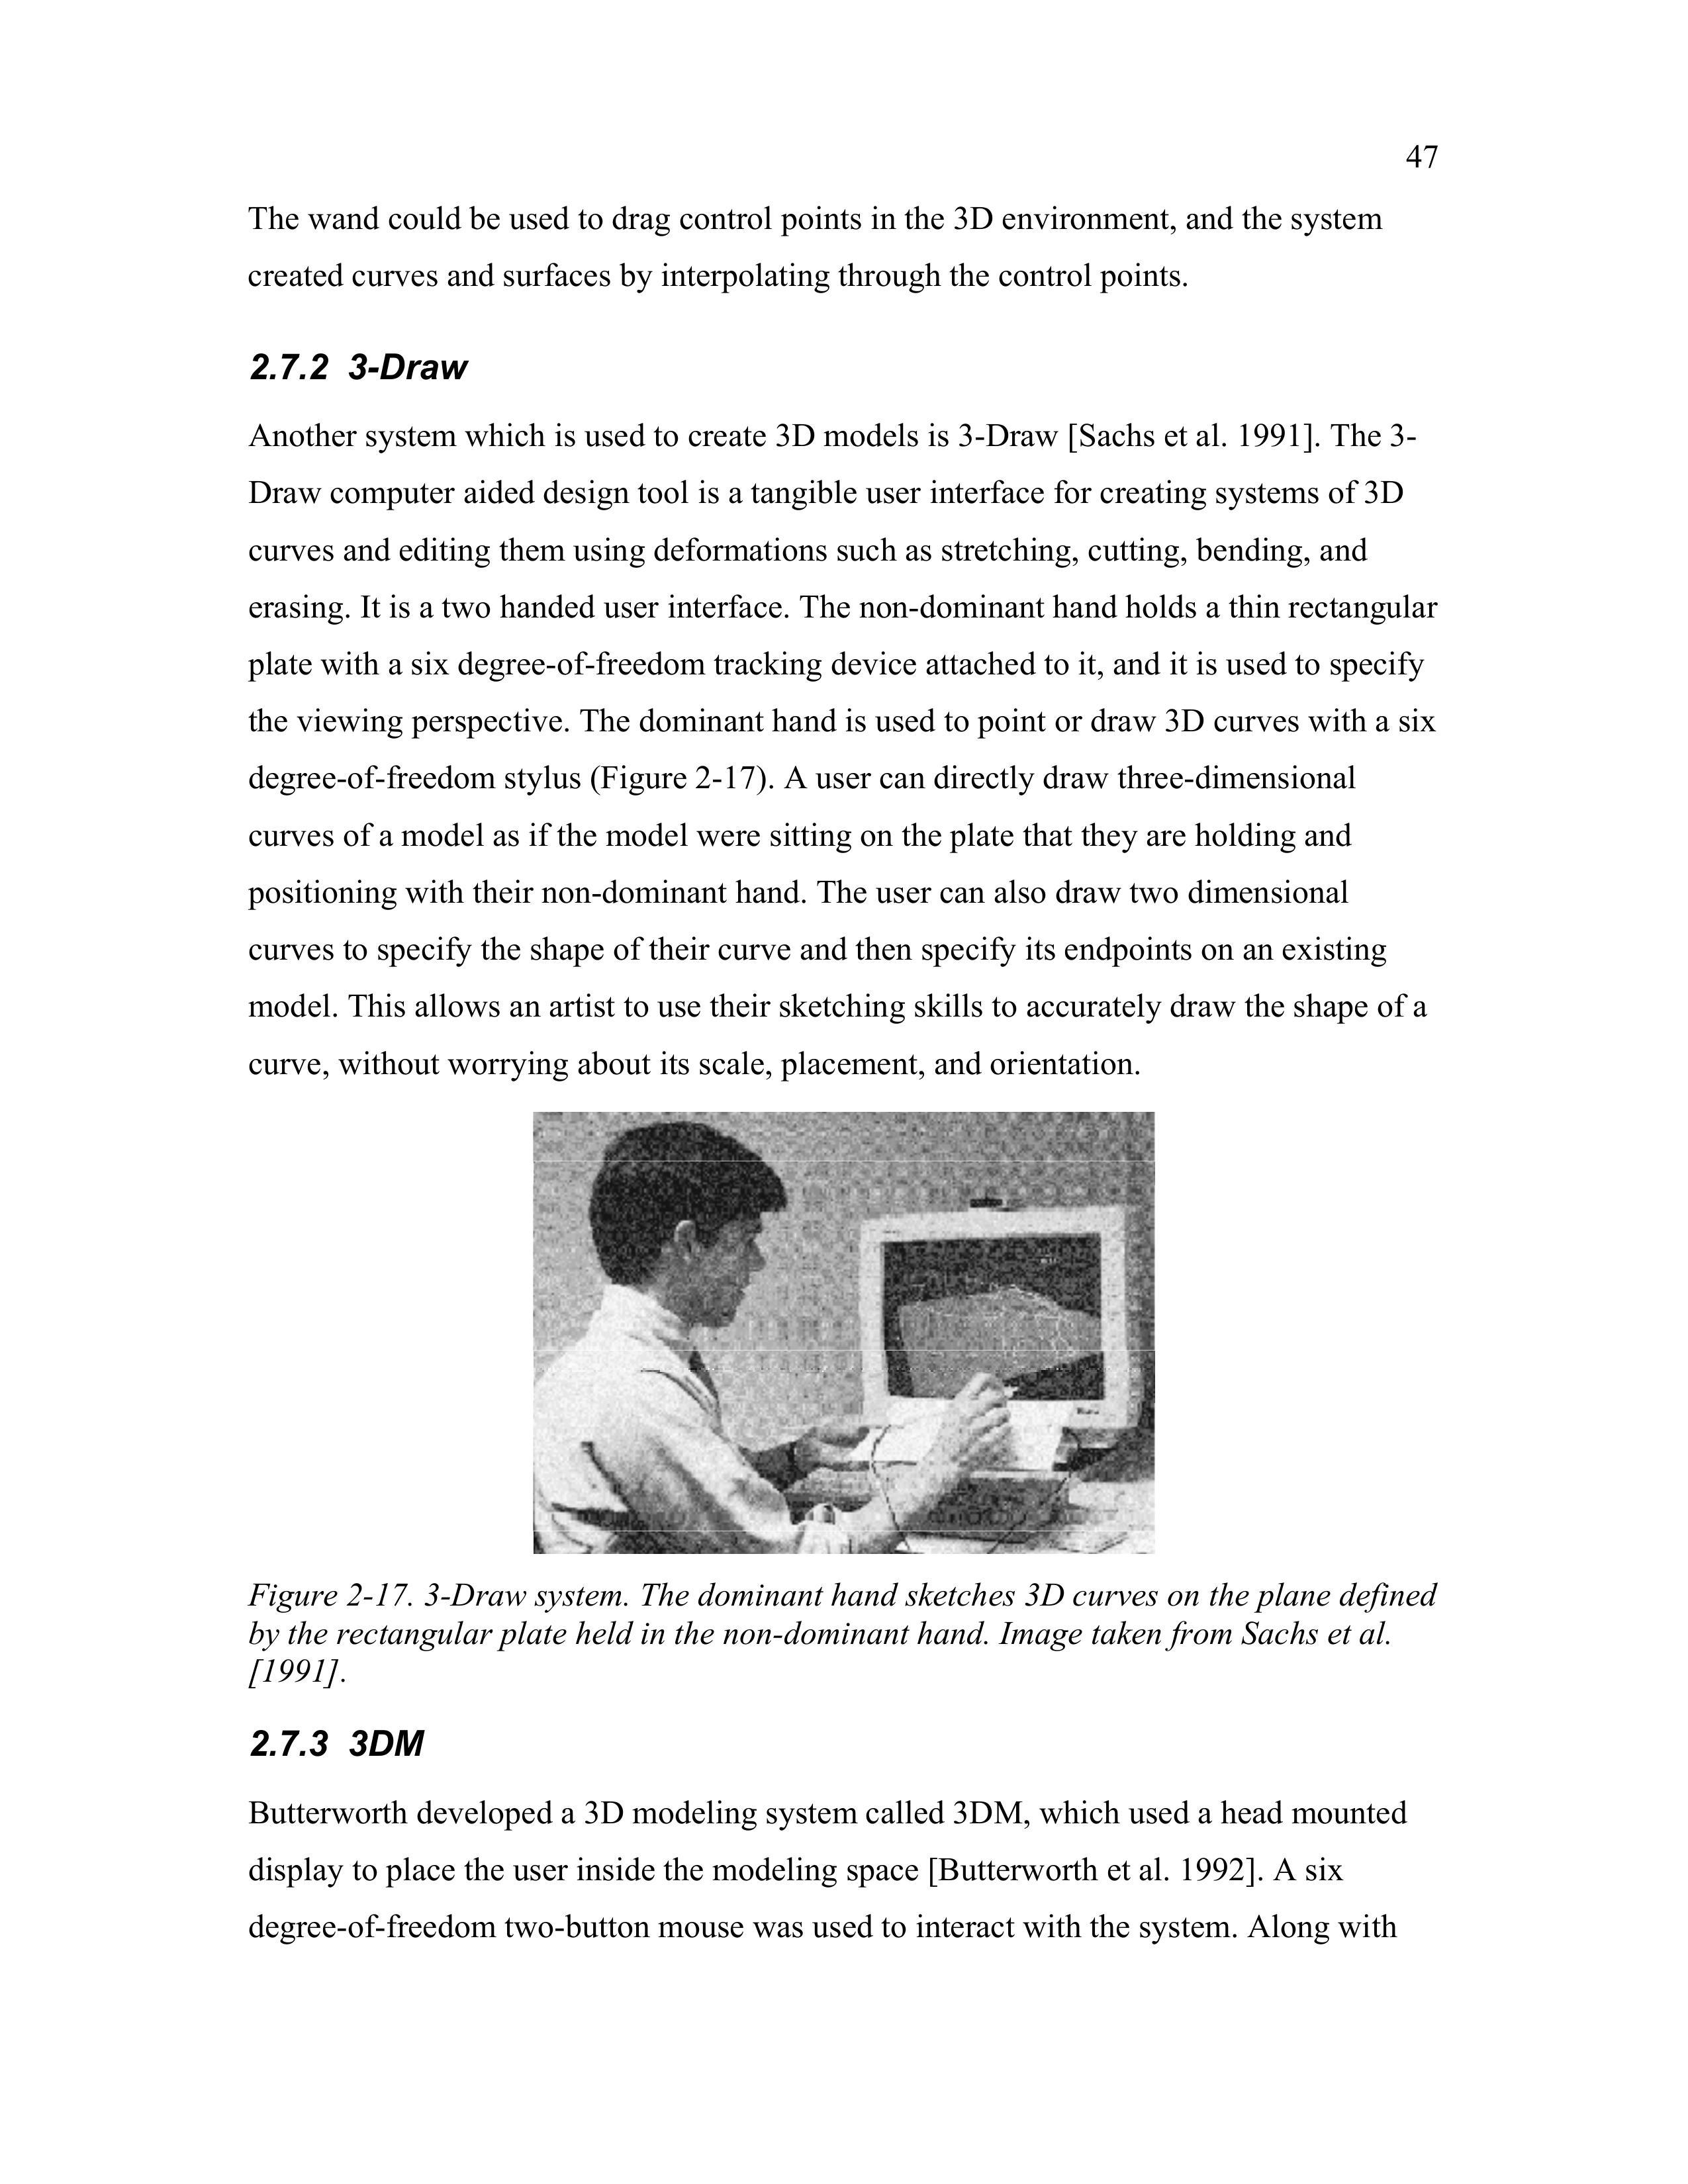 47
The wand could be used to drag control points in the 3D environment, and the system
created curves and surfaces by interpolating through the control points.
2.7.2 3-Draw
Another system which is used to create 3D models is 3-Draw [Sachs et al. 1991]. The 3-
Draw computer aided design tool is a tangible user interface for creating systems of 3D
curves and editing them using deformations such as stretching, cutting, bending, and
erasing. It is a two handed user interface. The non-dominant hand holds a thin rectangular
plate with a six degree-of-freedom tracking device attached to it, and it is used to specify
the viewing perspective. The dominant hand is used to point or draw 3D curves with a six
degree-of-freedom stylus (Figure 2-17). A user can directly draw three-dimensional
curves of a model as if the model were sitting on the plate that they are holding and
positioning with their non-dominant hand. The user can also draw two dimensional
curves to specify the shape of their curve and then specify its endpoints on an existing
model. This allows an artist to use their sketching skills to accurately draw the shape of a
curve, without worrying about its scale, placement, and orientation.
Figure 2-17. 3-Draw system. The dominant hand sketches 3D curves on the plane defined
by the rectangular plate held in the non-dominant hand. Image taken from Sachs et al.
[1991].
2.7.3 3DM
Butterworth developed a 3D modeling system called 3DM, which used a head mounted
display to place the user inside the modeling space [Butterworth et al. 1992]. A six
degree-of-freedom two-button mouse was used to interact with the system. Along with